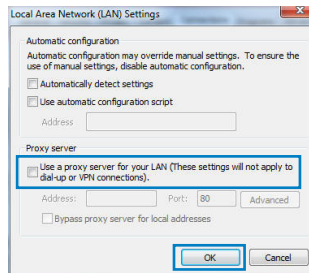 Local Area Network (LAN) Settings
Automatic configuration
Automatic configuration may override manual settings. To ensure the
use of manual settings, disable automatic configuration.
Automatically detect settings
Use automatic configuration script
Address
Proxy server
Use a proxy server for your LAN (These settings will not apply to
dial-up or VPN connections).
Address:
Port: 80 Advanced
Bypass proxy server for local addresses
OK Cancel